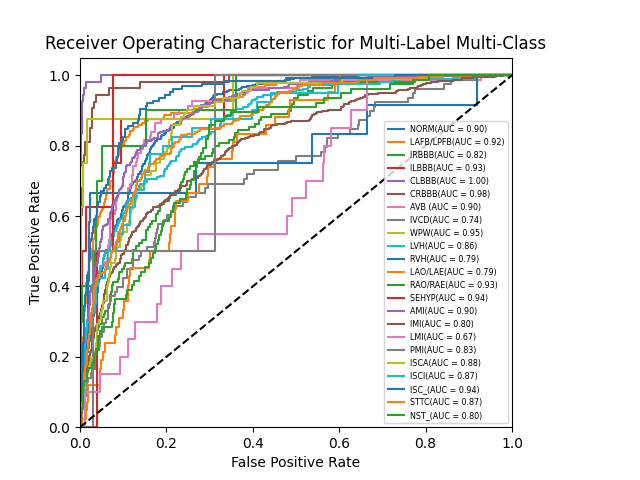 Receiver Operating Characteristic for Multi-Label Multi-Class
True Positive Rate
1.0
0.8
0.6
0.4
0.2
0.0
NORM(AUC = 0.90)
LAFB/LPFB(AUC = 0.92)
IRBBB(AUC = 0.82)
ILBBB(AUC = 0.93)
CLBBB(AUC = 1.00)
CRBBB(AUC = 0.98)
AVB (AUC = 0.90)
IVCD(AUC = 0.74)
WPW(AUC = 0.95)
LVH(AUC = 0.86)
RVH(AUC = 0.79)
LAO/LAE(AUC = 0.79)
RAO/RAE(AUC = 0.93)
SEHYP(AUC = 0.94)
AMI(AUC = 0.90)
IMI(AUC = 0.80)
LMI(AUC = 0.67)
PMI(AUC = 0.83)
ISCA(AUC = 0.88)
ISCI(AUC = 0.87)
ISC_(AUC = 0.94)
STTC(AUC = 0.87)
NST_(AUC = 0.80)
0.0 0.2 0.4 0.6 0.8 1.0
False Positive Rate